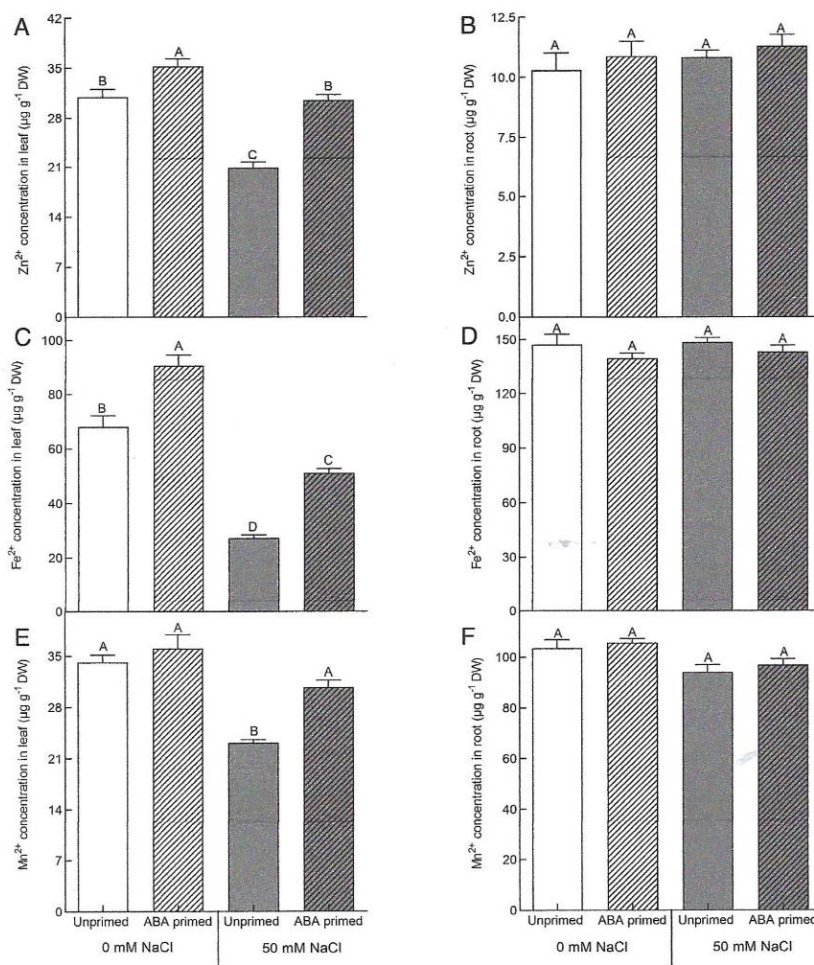 A
Zn²⁺ concentration in leaf (µg g⁻¹ DW)
42
35
28
21
14
7
0
B
A
C
B
B
Zn²⁺ concentration in root (µg g⁻¹ DW)
12.5
10.0
7.5
5.0
2.5
0.0
A
A
A
A
C
Fe²⁺ concentration in leaf (µg g⁻¹ DW)
100
80
60
40
20
0
B
A
D
C
D
Fe²⁺ concentration in root (µg g⁻¹ DW)
150
120
90
60
30
0
A
A
A
A
E
Mn²⁺ concentration in leaf (µg g⁻¹ DW)
35
28
21
14
7
0
A
A
B
A
Unprimed ABA primed Unprimed ABA primed
0 mM NaCl 50 mM NaCl
F
Mn²⁺ concentration in root (µg g⁻¹ DW)
100
80
60
40
20
0
A
A
A
A
Unprimed ABA primed Unprimed ABA primed
0 mM NaCl 50 mM NaCl